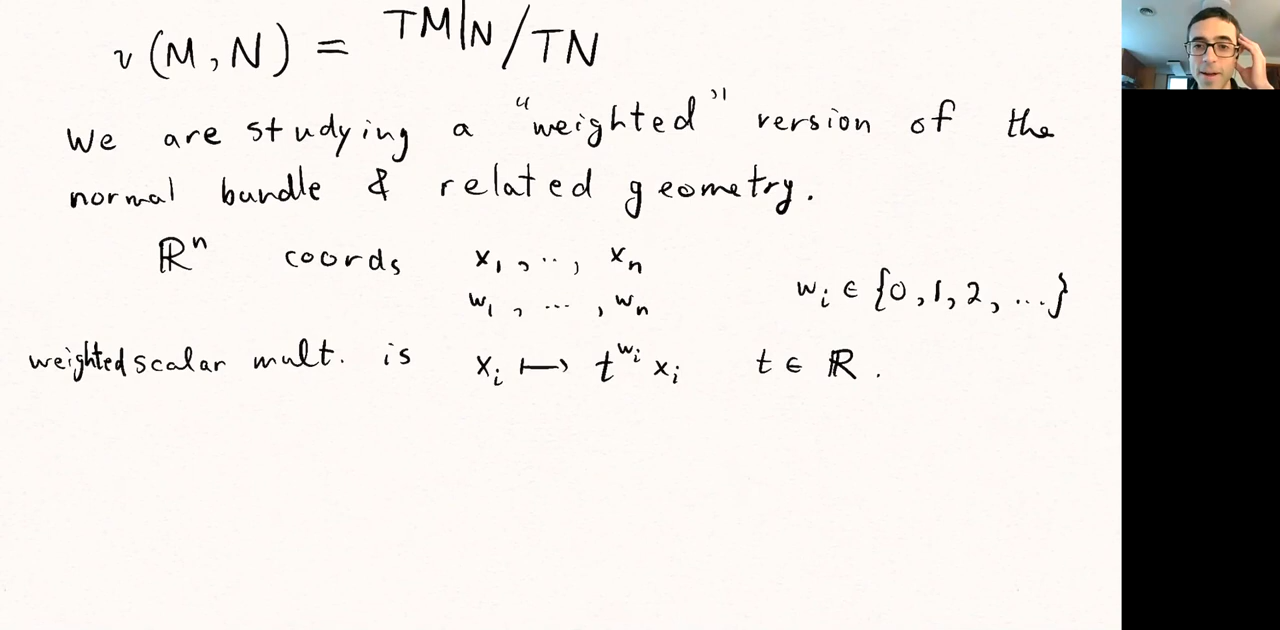 ν(M, N) = TM|N / TN
We are studying a "weighted" version of the
normal bundle & related geometry.
ℝⁿ coords x₁, .., xₙ
w₁, ..., wₙ wᵢ ∈ {0, 1, 2, ...}
weighted scalar mult. is xᵢ ↦ t^{wᵢ} xᵢ t ∈ ℝ.